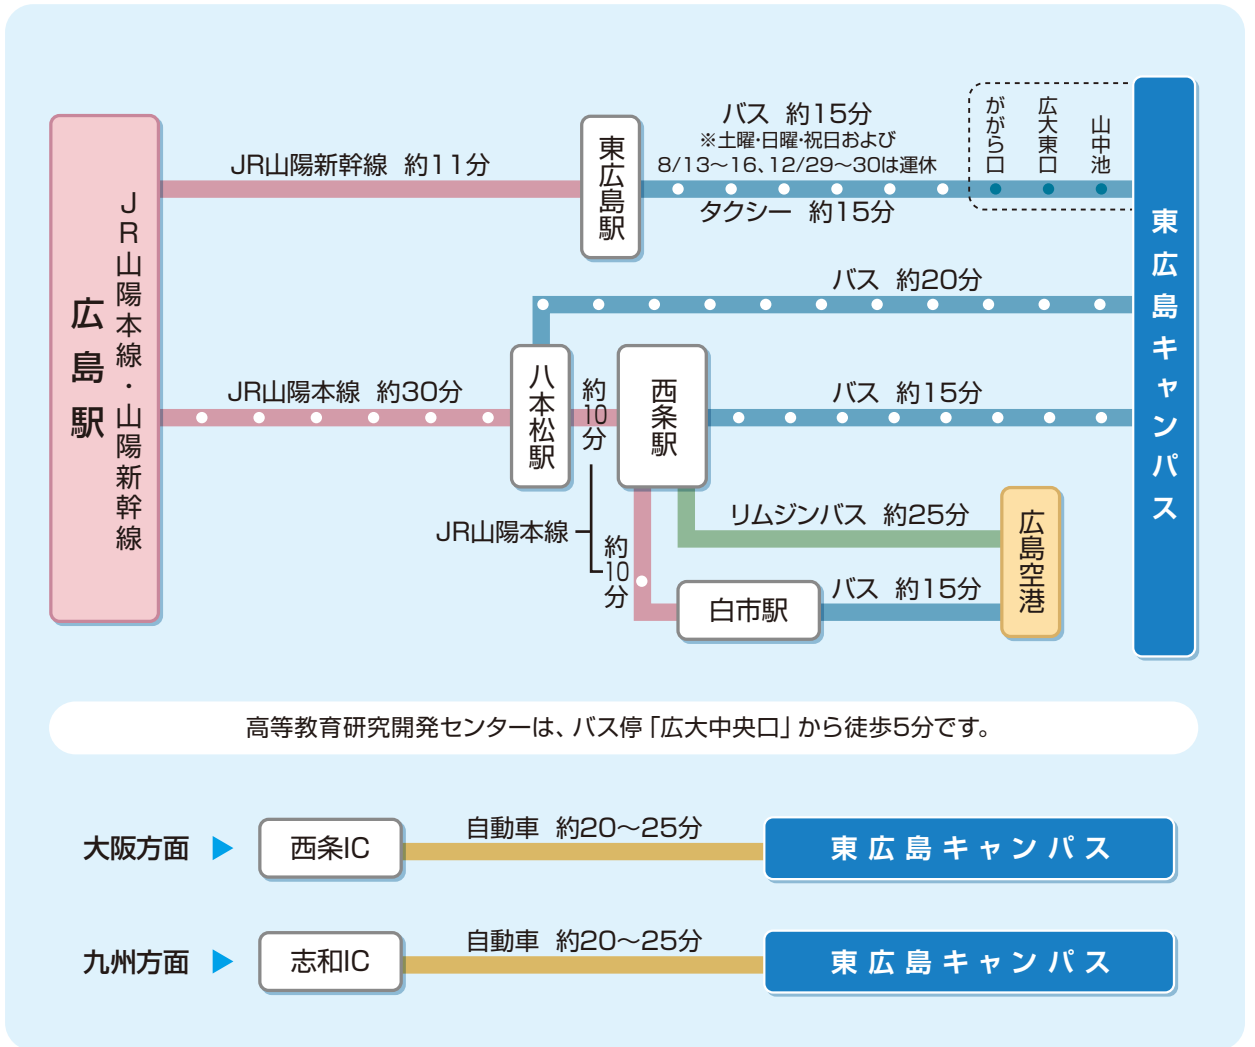 広島駅
JR山陽本線・山陽新幹線
JR山陽新幹線 約11分
東広島駅
バス 約15分
※土曜・日曜・祝日および
8/13〜16、12/29〜30は運休
タクシー 約15分
ががら口
広大東口
山中池
東広島キャンパス
バス 約20分
JR山陽本線 約30分
八本松駅
約10分
西条駅
バス 約15分
JR山陽本線
約10分
リムジンバス 約25分
広島空港
白市駅
バス 約15分
高等教育研究開発センターは、バス停「広大中央口」から徒歩5分です。
大阪方面
西条IC
自動車 約20〜25分
東広島キャンパス
九州方面
志和IC
自動車 約20〜25分
東広島キャンパス